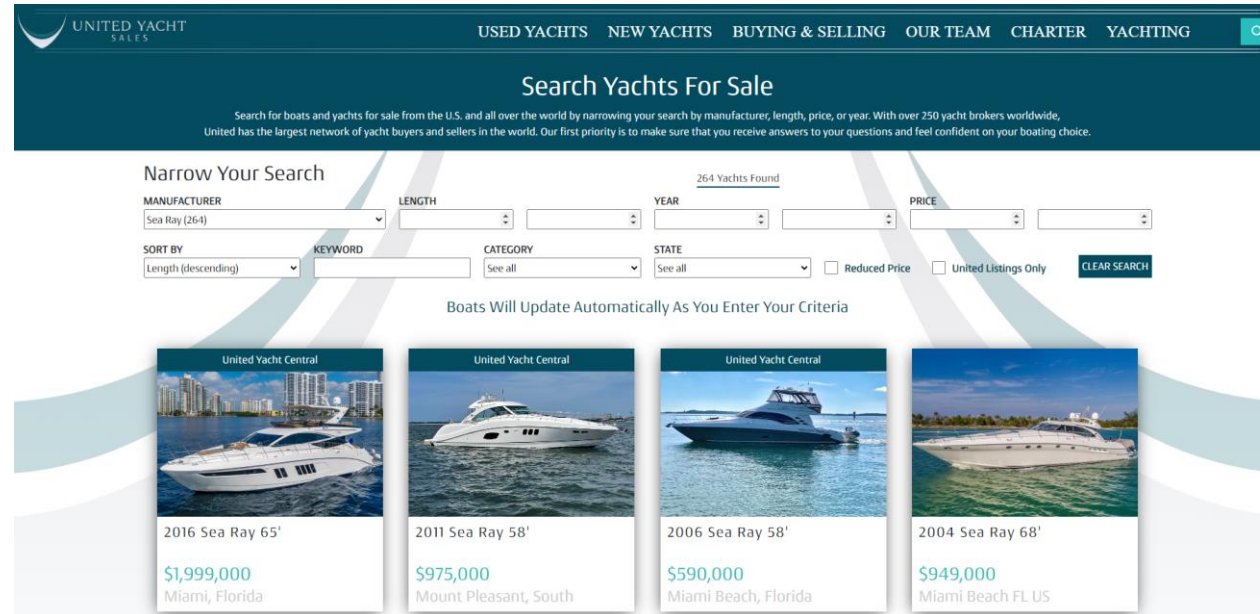 UNITED YACHT
SALES
USED YACHTS NEW YACHTS BUYING & SELLING OUR TEAM CHARTER YACHTING
Search Yachts For Sale
Search for boats and yachts for sale from the U.S. and all over the world by narrowing your search by manufacturer, length, price, or year. With over 250 yacht brokers worldwide,
United has the largest network of yacht buyers and sellers in the world. Our first priority is to make sure that you receive answers to your questions and feel confident on your boating choice.
Narrow Your Search
264 Yachts Found
MANUFACTURER LENGTH YEAR PRICE
Sea Ray (264)
SORT BY KEYWORD CATEGORY STATE
Length (descending) See all See all Reduced Price United Listings Only CLEAR SEARCH
Boats Will Update Automatically As You Enter Your Criteria
United Yacht Central United Yacht Central United Yacht Central
2016 Sea Ray 65' 2011 Sea Ray 58' 2006 Sea Ray 58' 2004 Sea Ray 68'
$1,999,000 $975,000 $590,000 $949,000
Miami, Florida Mount Pleasant, South Miami Beach, Florida Miami Beach FL US